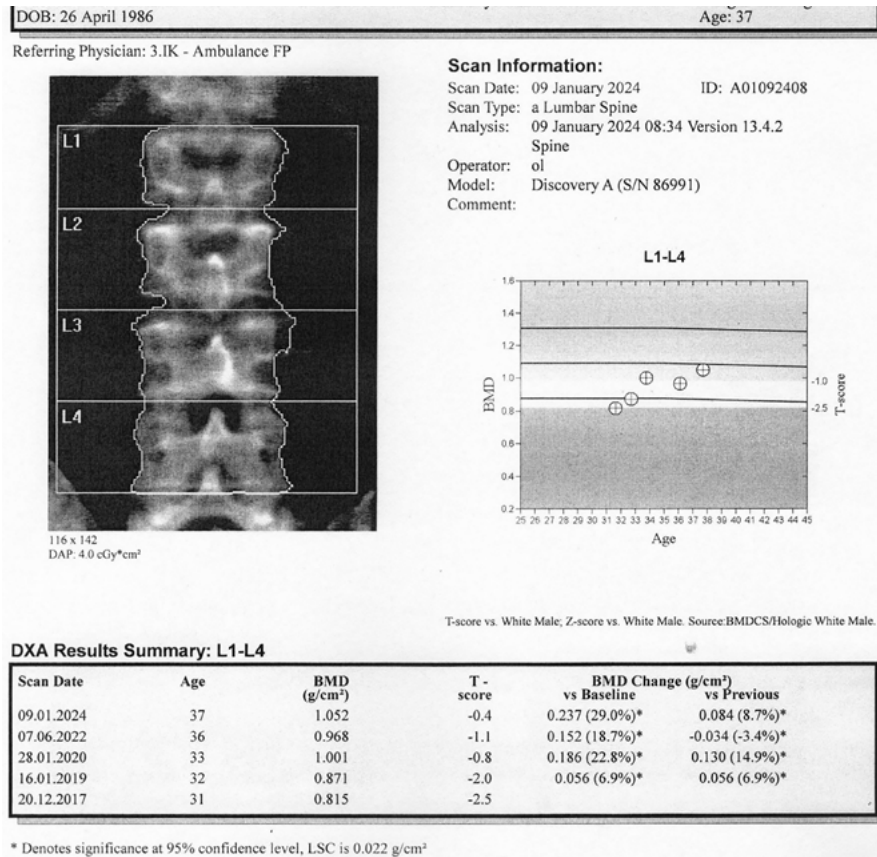 DOB: 26 April 1986 Age: 37
Referring Physician: 3.IK - Ambulance FP
Scan Information:
Scan Date: 09 January 2024 ID: A01092408
Scan Type: a Lumbar Spine
Analysis: 09 January 2024 08:34 Version 13.4.2
Spine
Operator: ol
Model: Discovery A (S/N 86991)
Comment:
L1
L2
L3
L4
116 x 142
DAP: 4.0 cGy*cm²
L1-L4
1.6
1.4
1.2
1.0
0.8
0.6
0.4
0.2
BMD
-1.0
-2.5
T-score
25 26 27 28 29 30 31 32 33 34 35 36 37 38 39 40 41 42 43 44 45
Age
T-score vs. White Male; Z-score vs. White Male. Source:BMDCS/Hologic White Male.
DXA Results Summary: L1-L4
Scan Date Age BMD T - BMD Change (g/cm²)
(g/cm²) score vs Baseline vs Previous
09.01.2024 37 1.052 -0.4 0.237 (29.0%)* 0.084 (8.7%)*
07.06.2022 36 0.968 -1.1 0.152 (18.7%)* -0.034 (-3.4%)*
28.01.2020 33 1.001 -0.8 0.186 (22.8%)* 0.130 (14.9%)*
16.01.2019 32 0.871 -2.0 0.056 (6.9%)* 0.056 (6.9%)*
20.12.2017 31 0.815 -2.5
* Denotes significance at 95% confidence level, LSC is 0.022 g/cm²